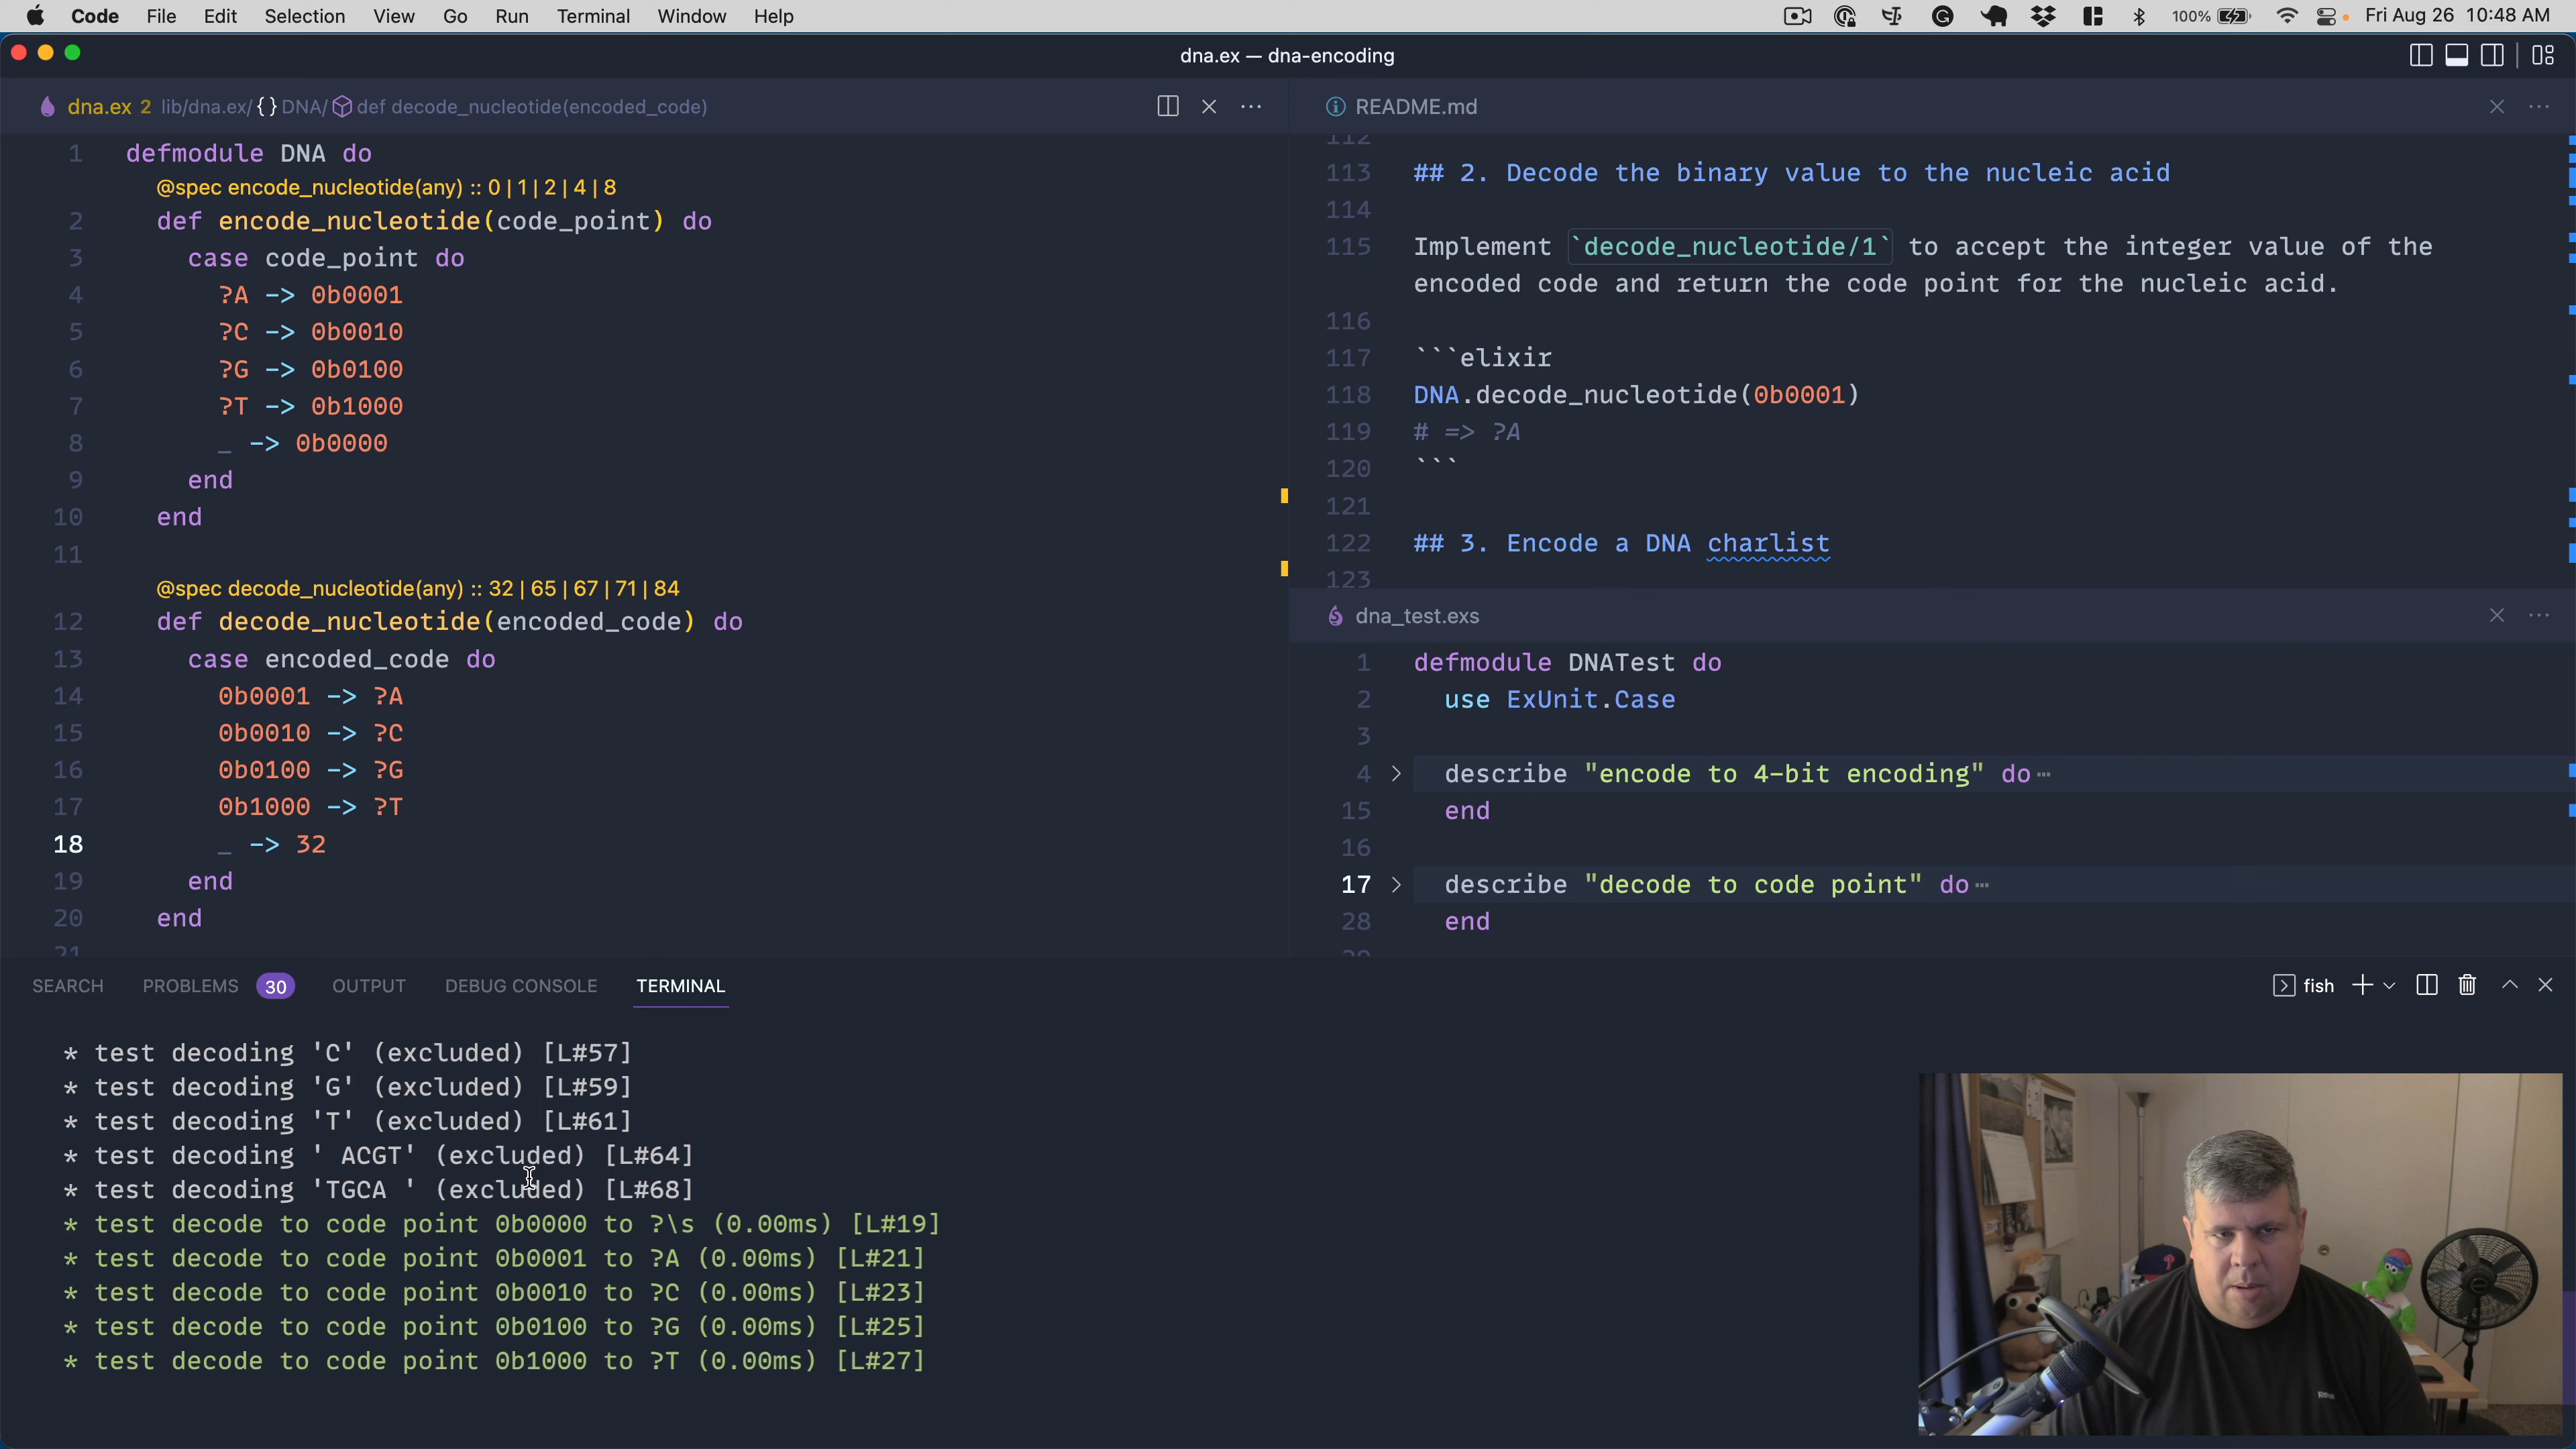 Code File Edit Selection View Go Run Terminal Window Help 100% Fri Aug 26 10:48 AM
dna.ex — dna-encoding
dna.ex 2 lib/dna.ex/ {} DNA/ def decode_nucleotide(encoded_code)
1 defmodule DNA do
@spec encode_nucleotide(any) :: 0 | 1 | 2 | 4 | 8
2 def encode_nucleotide(code_point) do
3 case code_point do
4 ?A -> 0b0001
5 ?C -> 0b0010
6 ?G -> 0b0100
7 ?T -> 0b1000
8 _ -> 0b0000
9 end
10 end
11
@spec decode_nucleotide(any) :: 32 | 65 | 67 | 71 | 84
12 def decode_nucleotide(encoded_code) do
13 case encoded_code do
14 0b0001 -> ?A
15 0b0010 -> ?C
16 0b0100 -> ?G
17 0b1000 -> ?T
18 _ -> 32
19 end
20 end
21
README.md
112
113 ## 2. Decode the binary value to the nucleic acid
114
115 Implement `decode_nucleotide/1` to accept the integer value of the
encoded code and return the code point for the nucleic acid.
116
117 ```elixir
118 DNA.decode_nucleotide(0b0001)
119 # => ?A
120 ```
121
122 ## 3. Encode a DNA charlist
123
dna_test.exs
1 defmodule DNATest do
2 use ExUnit.Case
3
4 describe "encode to 4-bit encoding" do…
15 end
16
17 describe "decode to code point" do…
28 end
SEARCH PROBLEMS 30 OUTPUT DEBUG CONSOLE TERMINAL fish
* test decoding 'C' (excluded) [L#57]
* test decoding 'G' (excluded) [L#59]
* test decoding 'T' (excluded) [L#61]
* test decoding ' ACGT' (excluded) [L#64]
* test decoding 'TGCA ' (excluded) [L#68]
* test decode to code point 0b0000 to ?\s (0.00ms) [L#19]
* test decode to code point 0b0001 to ?A (0.00ms) [L#21]
* test decode to code point 0b0010 to ?C (0.00ms) [L#23]
* test decode to code point 0b0100 to ?G (0.00ms) [L#25]
* test decode to code point 0b1000 to ?T (0.00ms) [L#27]